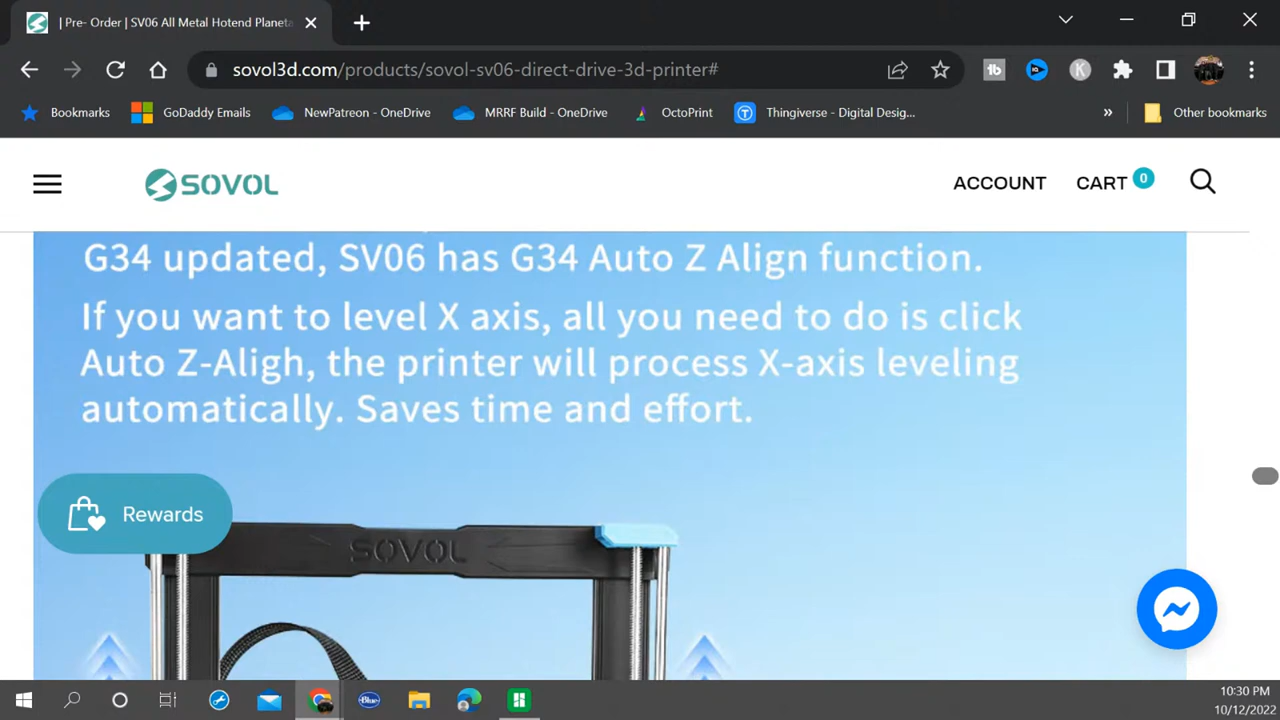 | Pre- Order | SV06 All Metal Hotend Planeta
sovol3d.com/products/sovol-sv06-direct-drive-3d-printer#
Bookmarks
GoDaddy Emails
NewPatreon - OneDrive
MRRF Build - OneDrive
OctoPrint
Thingiverse - Digital Desig...
»
Other bookmarks
SOVOL
ACCOUNT
CART 0
G34 updated, SV06 has G34 Auto Z Align function.
If you want to level X axis, all you need to do is click
Auto Z-Aligh, the printer will process X-axis leveling
automatically. Saves time and effort.
Rewards
SOVOL
Blue
10:30 PM
10/12/2022